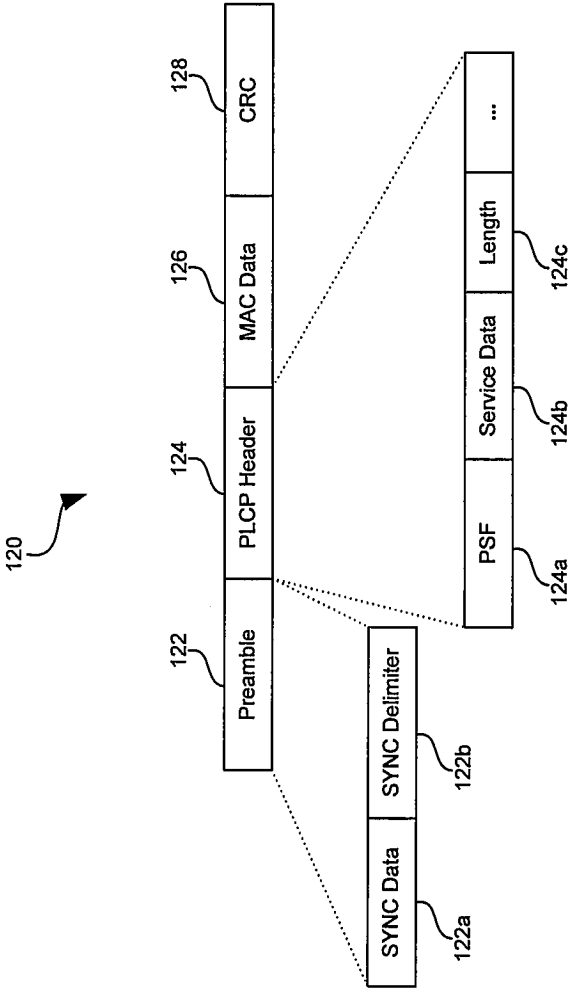 120
122
124
126
128
Preamble
PLCP Header
MAC Data
CRC
SYNC Data
SYNC Delimiter
122a
122b
PSF
Service Data
Length
...
124a
124b
124c